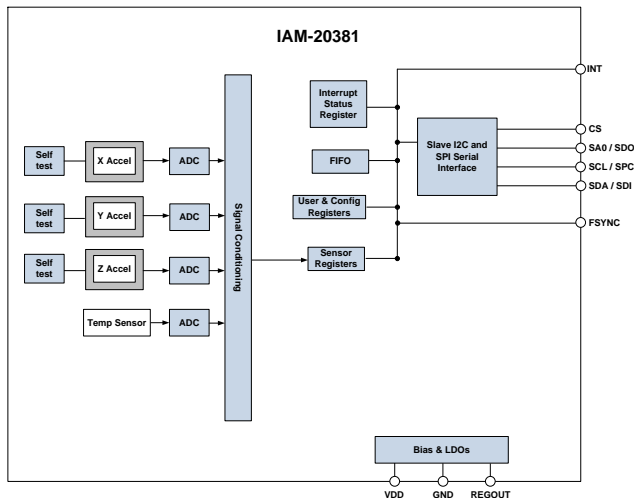 IAM-20381
INT
Interrupt
Status
Register
CS
Slave I2C and
SPI Serial
Interface
SA0 / SDO
Self
test
X Accel
ADC
FIFO
SCL / SPC
SDA / SDI
Self
test
Y Accel
ADC
Signal Conditioning
User & Config
Registers
FSYNC
Self
test
Z Accel
ADC
Sensor
Registers
Temp Sensor
ADC
Bias & LDOs
VDD
GND
REGOUT